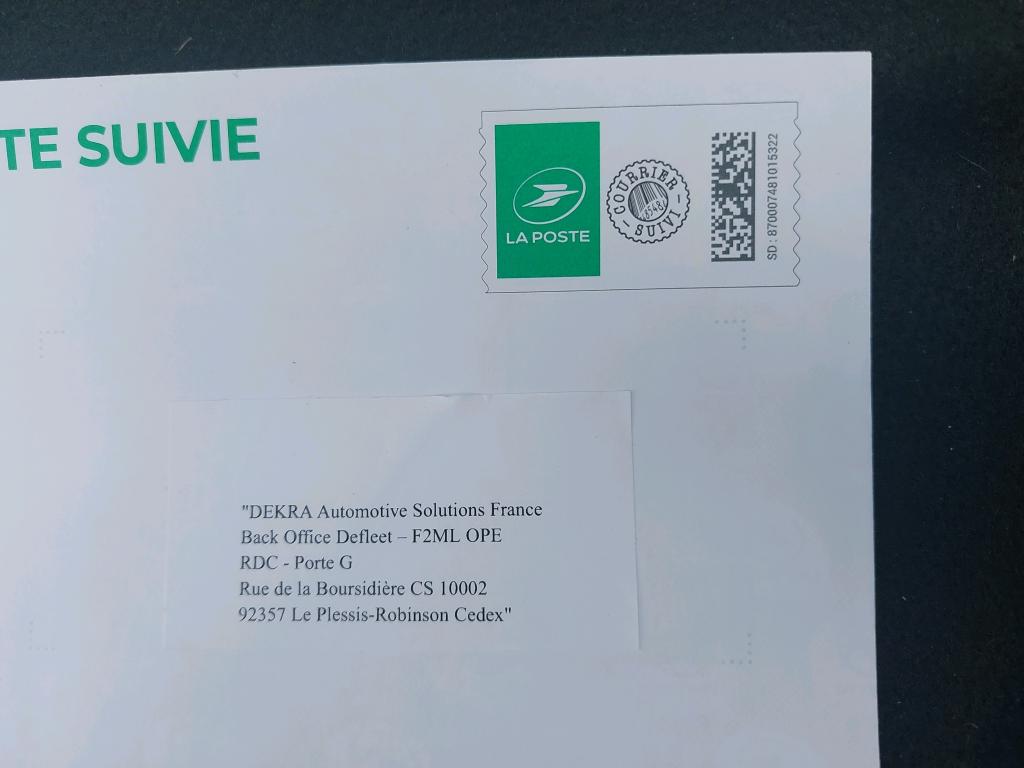 TE SUIVIE
LA POSTE
COURRIER
SUIVI
SD : 870007481015322
"DEKRA Automotive Solutions France
Back Office Defleet – F2ML OPE
RDC - Porte G
Rue de la Boursidière CS 10002
92357 Le Plessis-Robinson Cedex"